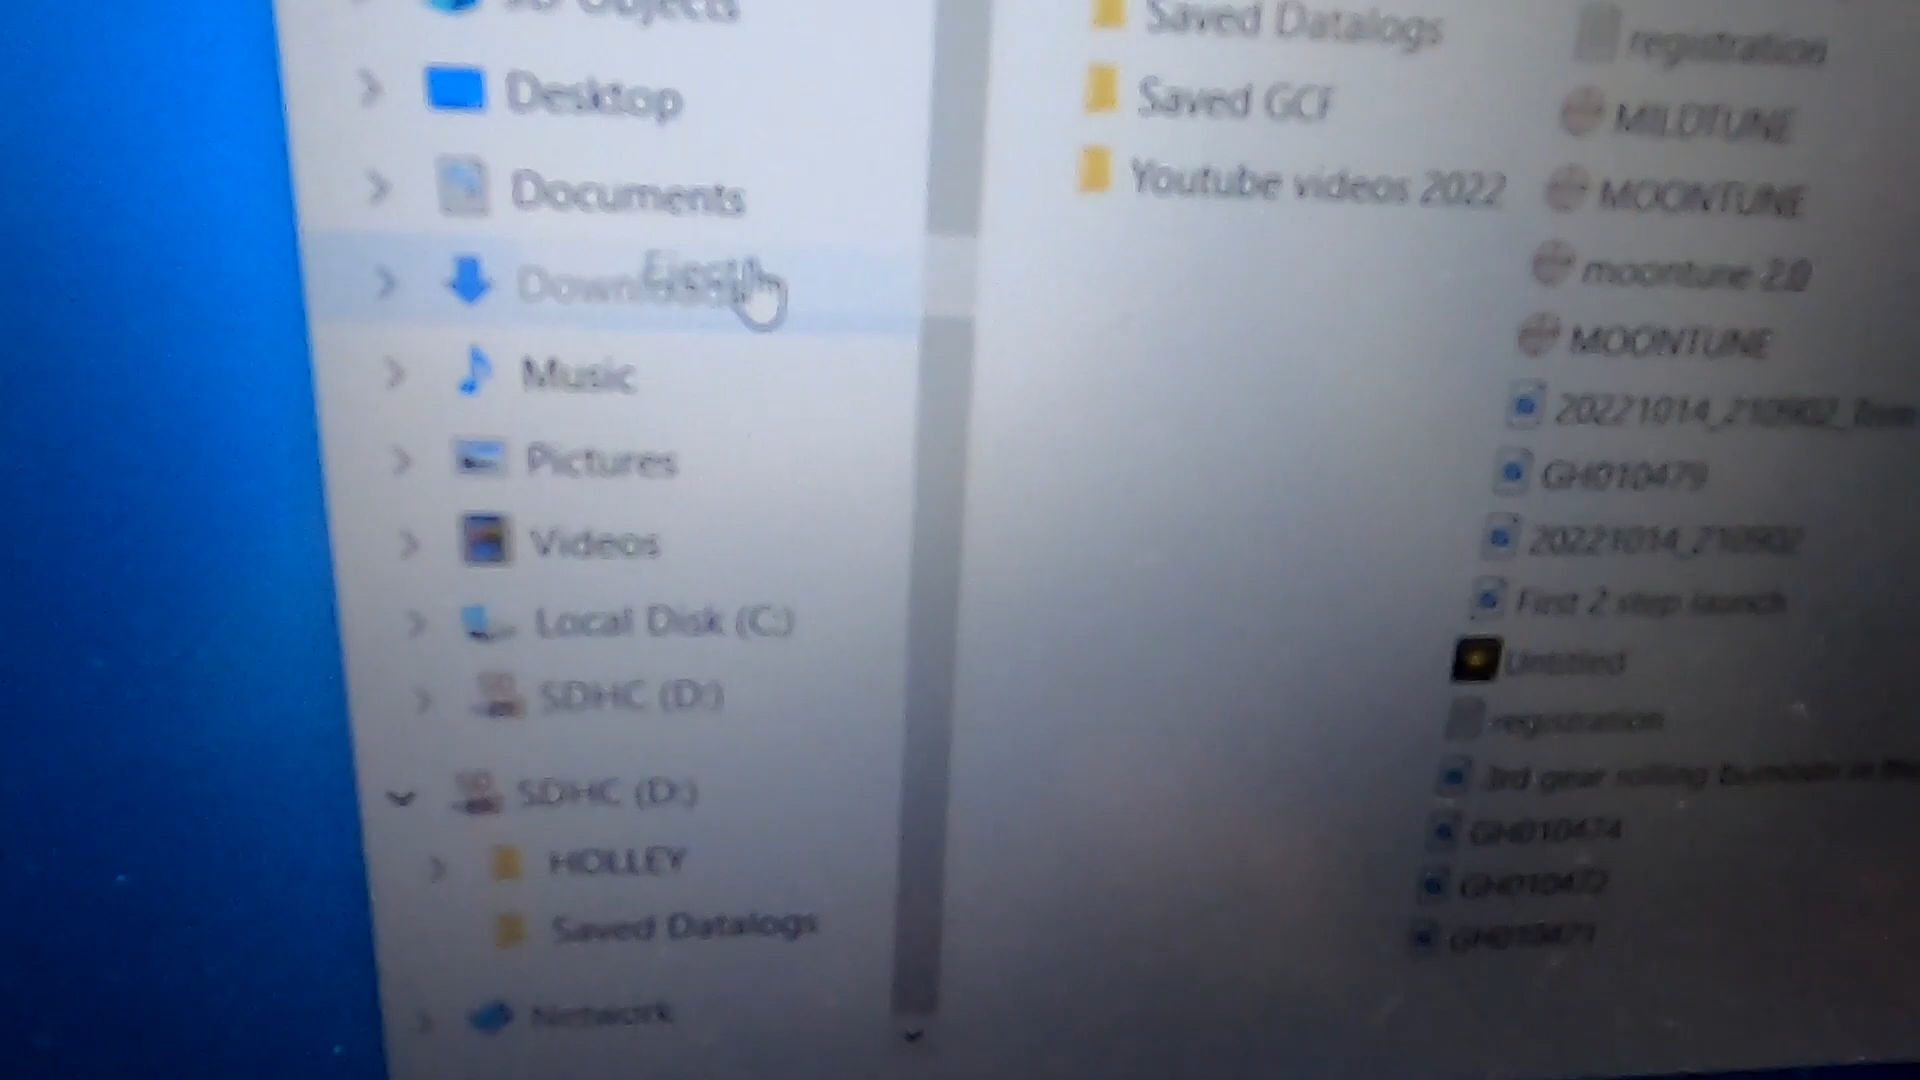 3D Objects
Desktop
Documents
Music
Pictures
Videos
Local Disk (C:)
SDHC (D:)
SDHC (D:)
HOLLEY
Saved Datalogs
Network
Eject
Saved Datalogs
Saved GCF
Youtube videos 2022
registration
MILDTUNE
MOONTUNE
moontune 2.0
MOONTUNE
20221014_210902
GH010479
20221014_210902
First 2 step launch
Untitled
registration
3rd gear rolling burnout
GH010474
GH010472
GH010471